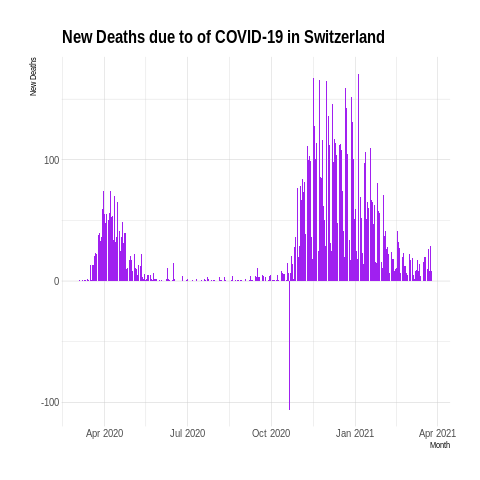 New Deaths due to of COVID-19 in Switzerland
New Deaths
100
0
-100
Apr 2020 Jul 2020 Oct 2020 Jan 2021 Apr 2021
Month